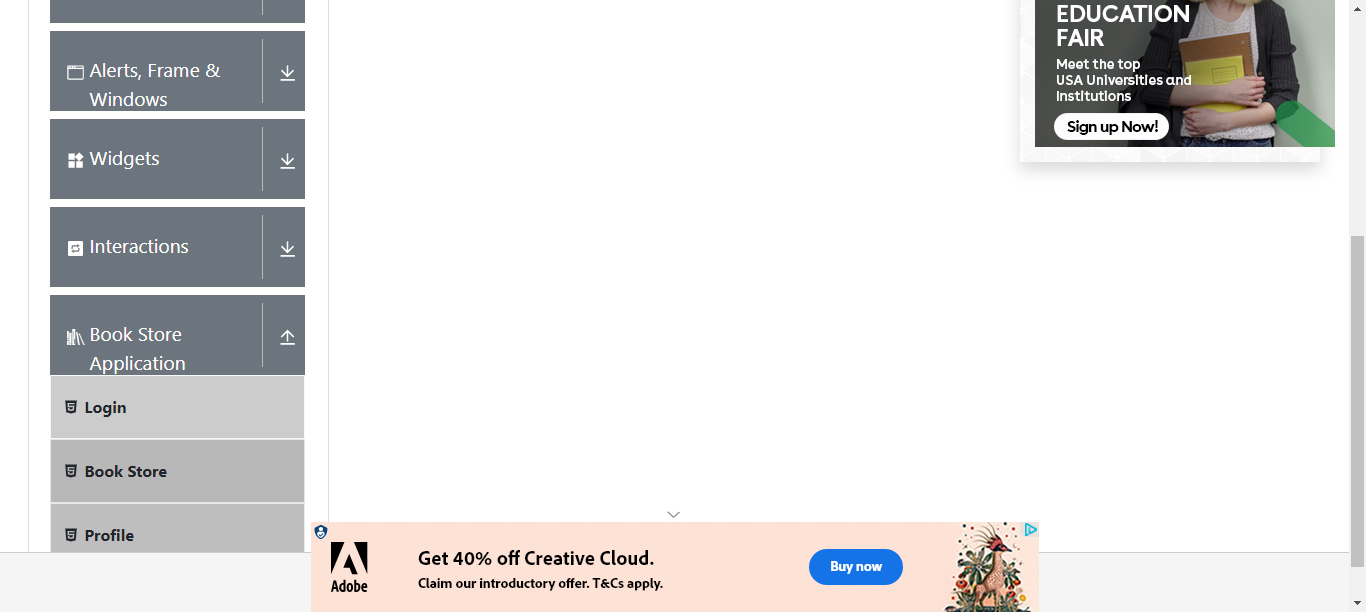 Alerts, Frame &
Windows
Widgets
Interactions
Book Store
Application
Login
Book Store
Profile
EDUCATION
FAIR
Meet the top
USA Universities and
Institutions
Sign up Now!
Adobe
Get 40% off Creative Cloud.
Claim our introductory offer. T&Cs apply.
Buy now